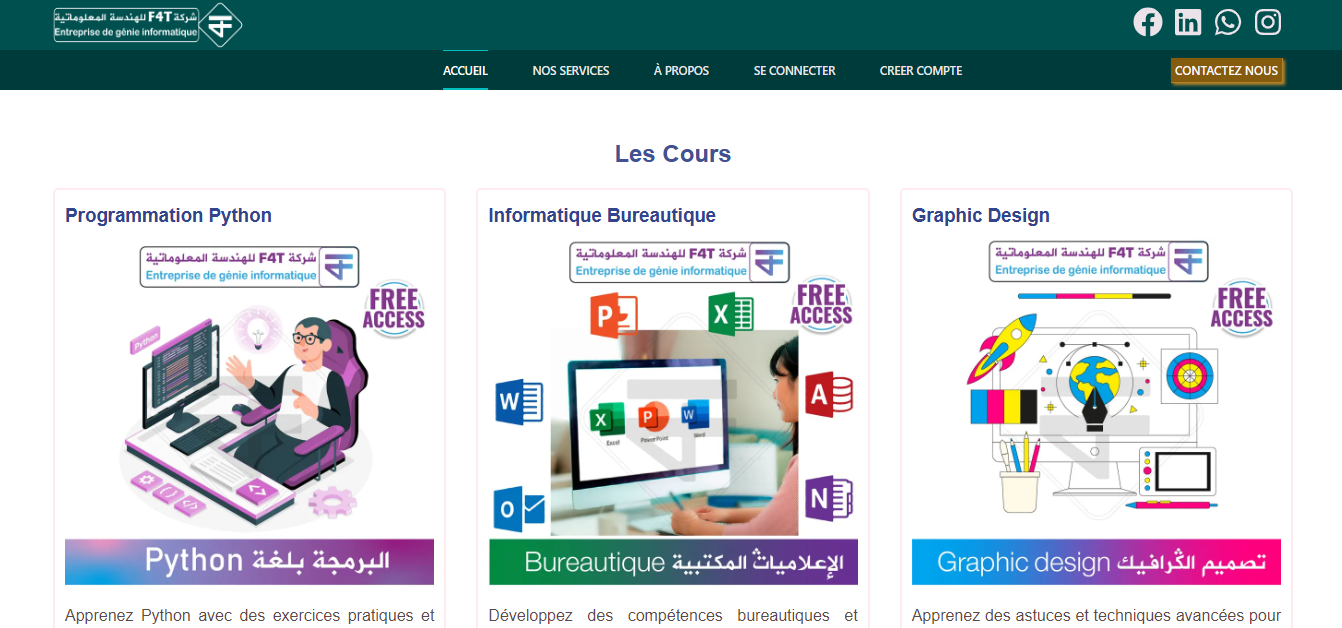 شركة F4T للهندسة المعلوماتية
Entreprise de génie informatique
ACCUEIL
NOS SERVICES
À PROPOS
SE CONNECTER
CREER COMPTE
CONTACTEZ NOUS
Les Cours
Programmation Python
شركة F4T للهندسة المعلوماتية
Entreprise de génie informatique
FREE
ACCESS
Python
البرمجة بلغة Python
Apprenez Python avec des exercices pratiques et
Informatique Bureautique
شركة F4T للهندسة المعلوماتية
Entreprise de génie informatique
FREE
ACCESS
P
X
W
A
O
N
X
P
W
Excel
PowerPoint
Word
Bureautique الإعلاميات المكتبية
Développez des compétences bureautiques et
Graphic Design
شركة F4T للهندسة المعلوماتية
Entreprise de génie informatique
FREE
ACCESS
Graphic design تصميم الگرافيك
Apprenez des astuces et techniques avancées pour